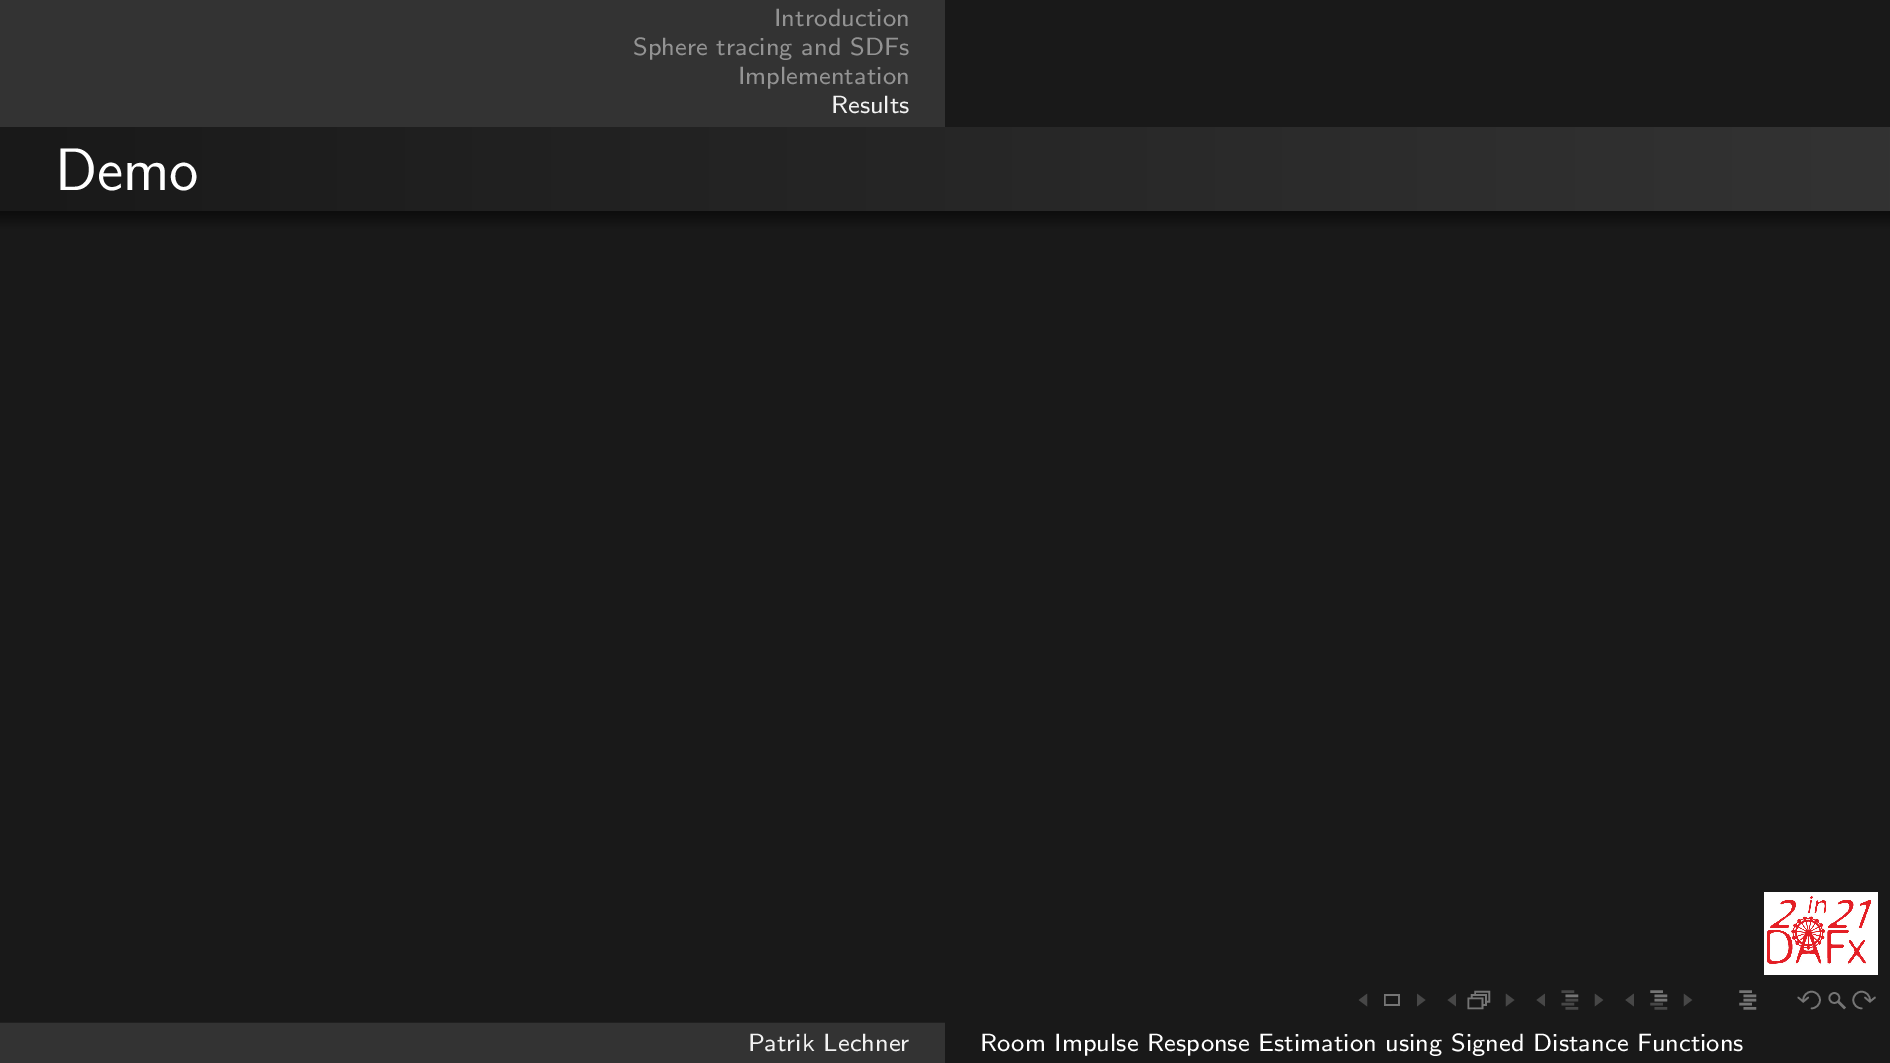 Introduction
Sphere tracing and SDFs
Implementation
Results
Demo
2 in 21
DAFx
Patrik Lechner
Room Impulse Response Estimation using Signed Distance Functions